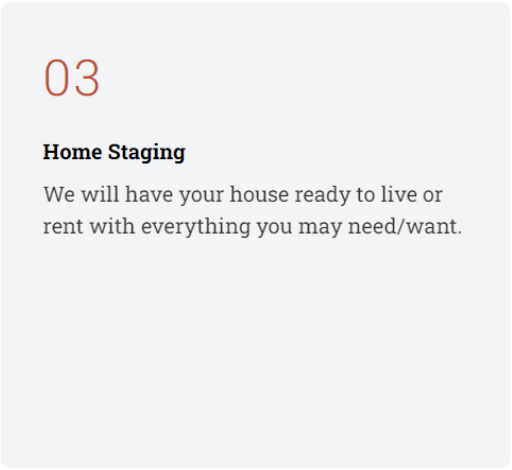 03
Home Staging
We will have your house ready to live or
rent with everything you may need/want.